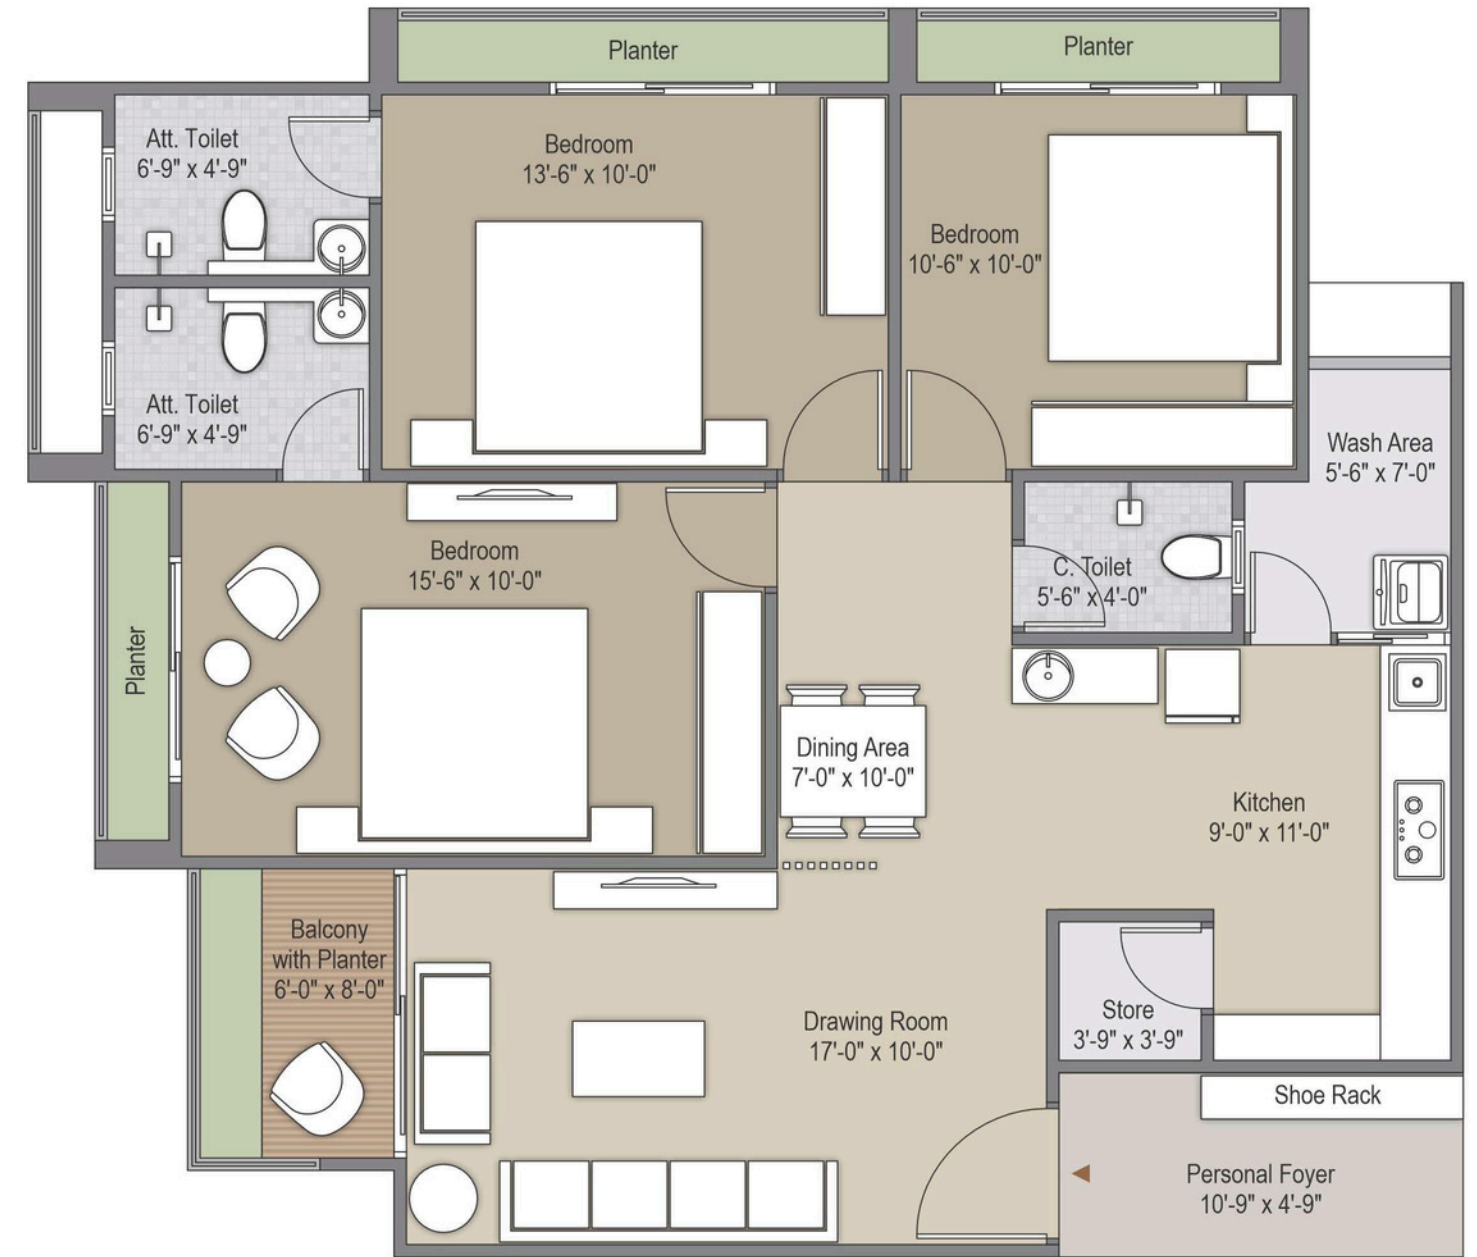 Planter
Planter
Att. Toilet
6'-9" x 4'-9"
Bedroom
13'-6" x 10'-0"
Bedroom
10'-6" x 10'-0"
Att. Toilet
6'-9" x 4'-9"
Wash Area
5'-6" x 7'-0"
Bedroom
15'-6" x 10'-0"
C. Toilet
5'-6" x 4'-0"
Planter
Dining Area
7'-0" x 10'-0"
Kitchen
9'-0" x 11'-0"
Balcony
with Planter
6'-0" x 8'-0"
Drawing Room
17'-0" x 10'-0"
Store
3'-9" x 3'-9"
Shoe Rack
Personal Foyer
10'-9" x 4'-9"